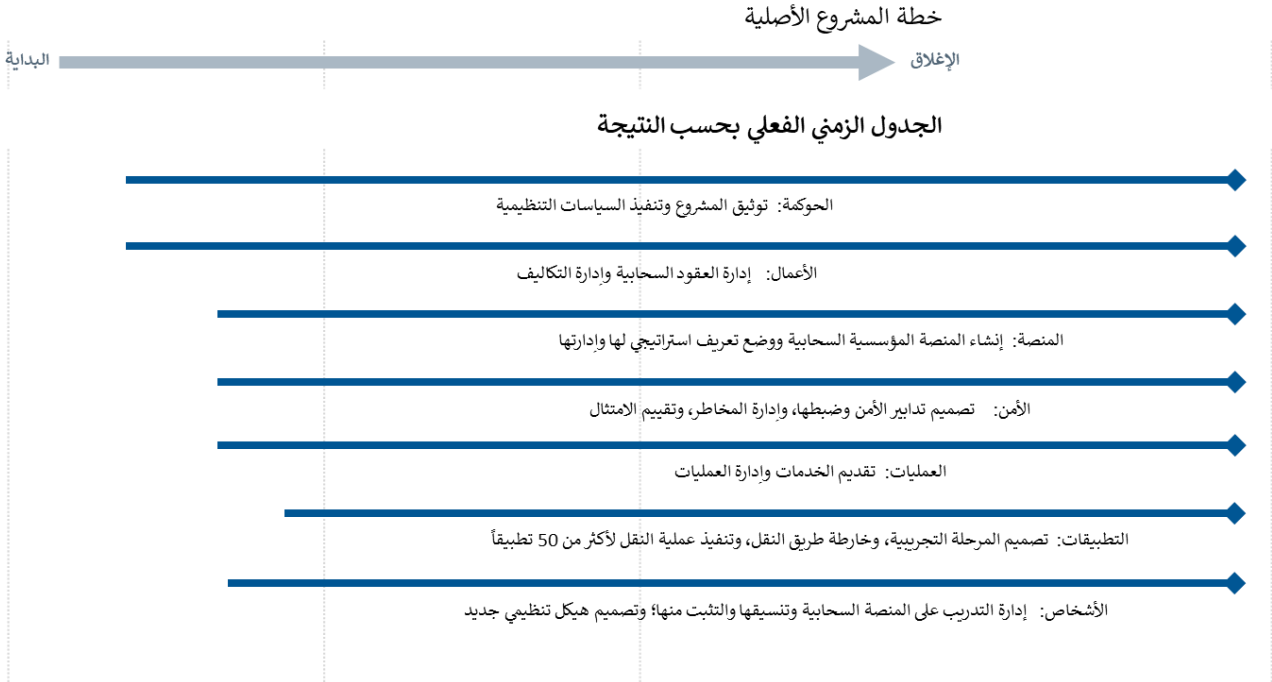 خطة المشروع الأصلية
البداية
الإغلاق
الجدول الزمني الفعلي بحسب النتيجة
الحوكمة: توثيق المشروع وتنفيذ السياسات التنظيمية
الأعمال: إدارة العقود السحابية وإدارة التكاليف
المنصة: إنشاء المنصة المؤسسية السحابية ووضع تعريف استراتيجي لها وإدارتها
الأمن: تصميم تدابير الأمن وضبطها، وإدارة المخاطر، وتقييم الامتثال
العمليات: تقديم الخدمات وإدارة العمليات
التطبيقات: تصميم المرحلة التجريبية، وخارطة طريق النقل، وتنفيذ عملية النقل لأكثر من 50 تطبيقاً
الأشخاص: إدارة التدريب على المنصة السحابية وتنسيقها والتثبت منها؛ وتصميم هيكل تنظيمي جديد